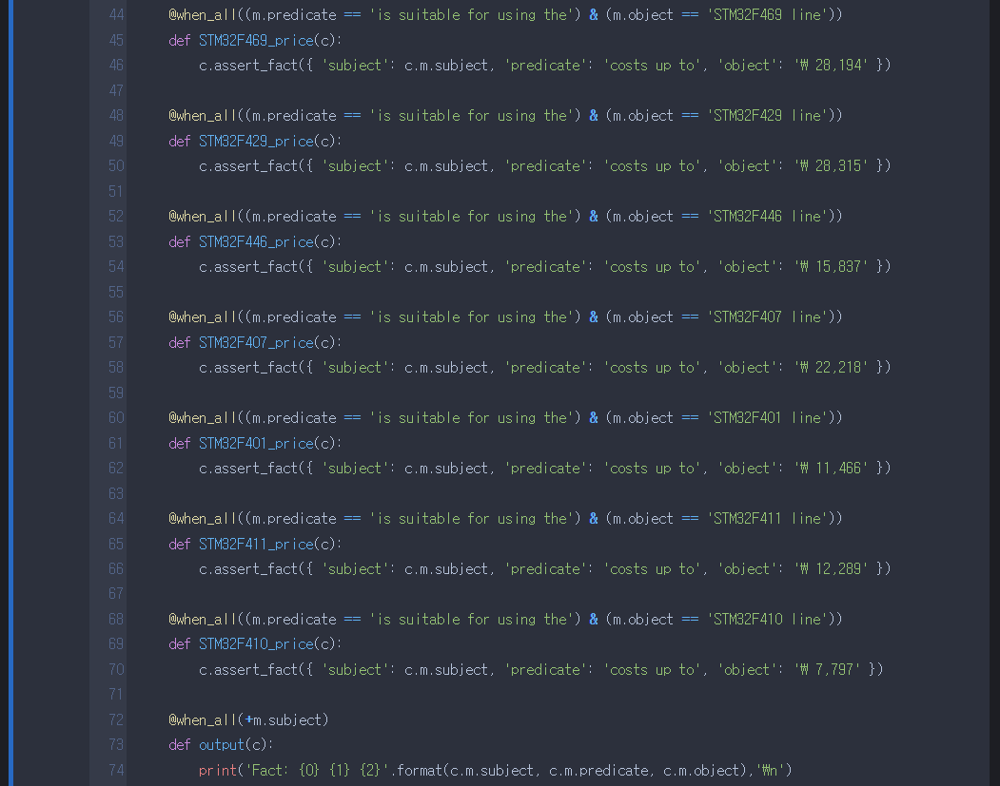 44 @when_all((m.predicate == 'is suitable for using the') & (m.object == 'STM32F469 line'))
45 def STM32F469_price(c):
46 c.assert_fact({ 'subject': c.m.subject, 'predicate': 'costs up to', 'object': '₩ 28,194' })
47
48 @when_all((m.predicate == 'is suitable for using the') & (m.object == 'STM32F429 line'))
49 def STM32F429_price(c):
50 c.assert_fact({ 'subject': c.m.subject, 'predicate': 'costs up to', 'object': '₩ 28,315' })
51
52 @when_all((m.predicate == 'is suitable for using the') & (m.object == 'STM32F446 line'))
53 def STM32F446_price(c):
54 c.assert_fact({ 'subject': c.m.subject, 'predicate': 'costs up to', 'object': '₩ 15,837' })
55
56 @when_all((m.predicate == 'is suitable for using the') & (m.object == 'STM32F407 line'))
57 def STM32F407_price(c):
58 c.assert_fact({ 'subject': c.m.subject, 'predicate': 'costs up to', 'object': '₩ 22,218' })
59
60 @when_all((m.predicate == 'is suitable for using the') & (m.object == 'STM32F401 line'))
61 def STM32F401_price(c):
62 c.assert_fact({ 'subject': c.m.subject, 'predicate': 'costs up to', 'object': '₩ 11,466' })
63
64 @when_all((m.predicate == 'is suitable for using the') & (m.object == 'STM32F411 line'))
65 def STM32F411_price(c):
66 c.assert_fact({ 'subject': c.m.subject, 'predicate': 'costs up to', 'object': '₩ 12,289' })
67
68 @when_all((m.predicate == 'is suitable for using the') & (m.object == 'STM32F410 line'))
69 def STM32F410_price(c):
70 c.assert_fact({ 'subject': c.m.subject, 'predicate': 'costs up to', 'object': '₩ 7,797' })
71
72 @when_all(+m.subject)
73 def output(c):
74 print('Fact: {0} {1} {2}'.format(c.m.subject, c.m.predicate, c.m.object),'₩n')